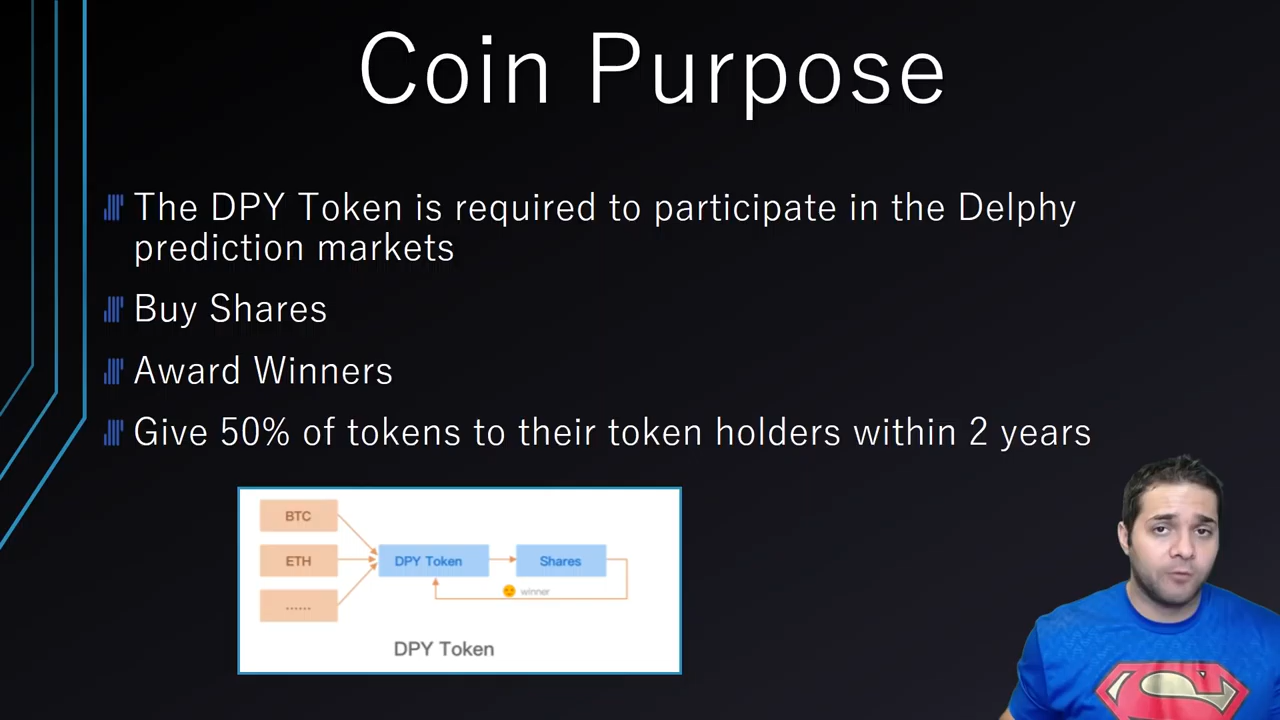 Coin Purpose
The DPY Token is required to participate in the Delphy
prediction markets
Buy Shares
Award Winners
Give 50% of tokens to their token holders within 2 years
BTC
ETH
......
DPY Token
Shares
winner
DPY Token